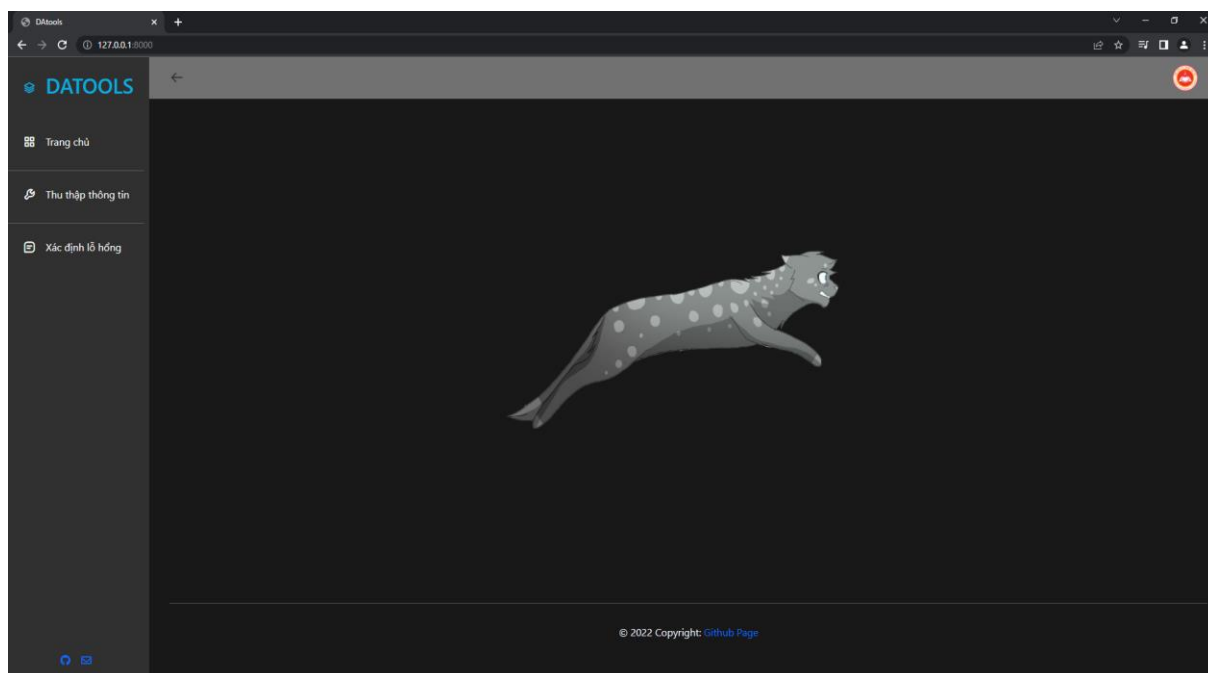 DAtools
127.0.0.1:8000
DATOOLS
Trang chủ
Thu thập thông tin
Xác định lỗ hổng
© 2022 Copyright: Github Page